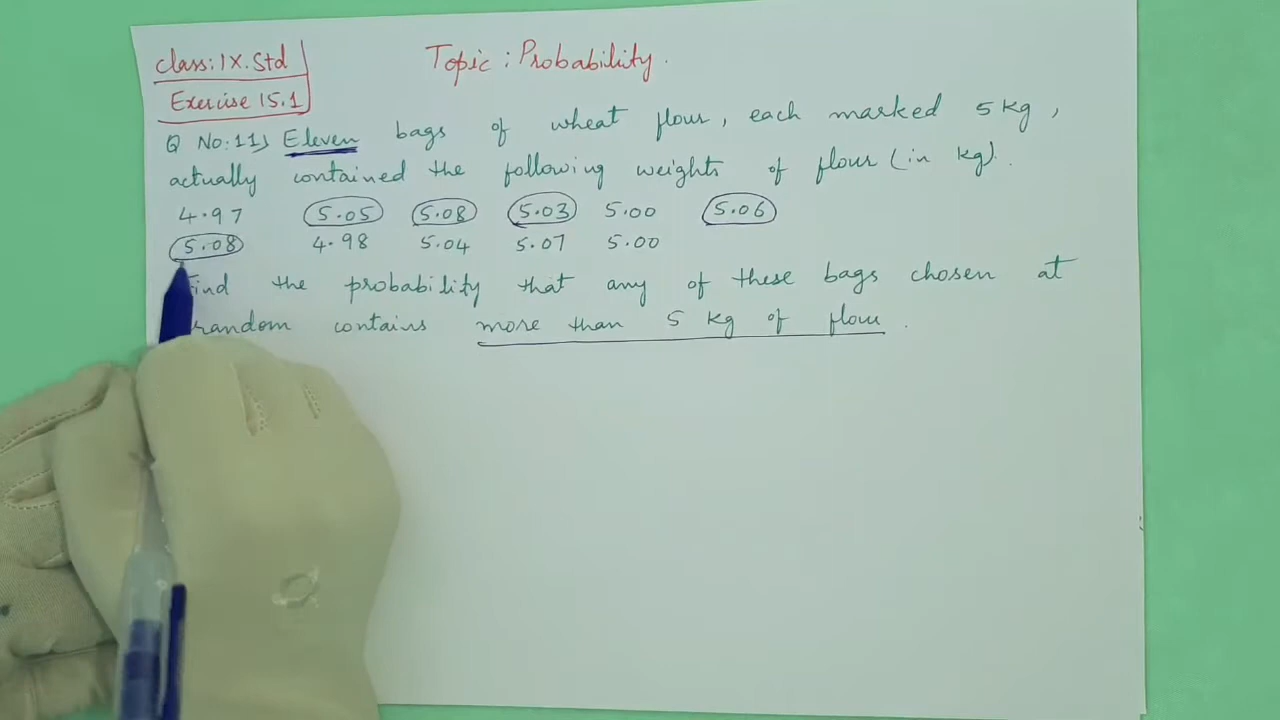 class: IX.Std
Topic: Probability.
Exercise 15.1
Q No: 11) Eleven bags of wheat flour, each marked 5 kg,
actually contained the following weights of flour (in kg).
4.97 5.05 5.08 5.03 5.00 5.06
5.08 4.98 5.04 5.07 5.00
Find the probability that any of these bags chosen at
random contains more than 5 kg of flour.